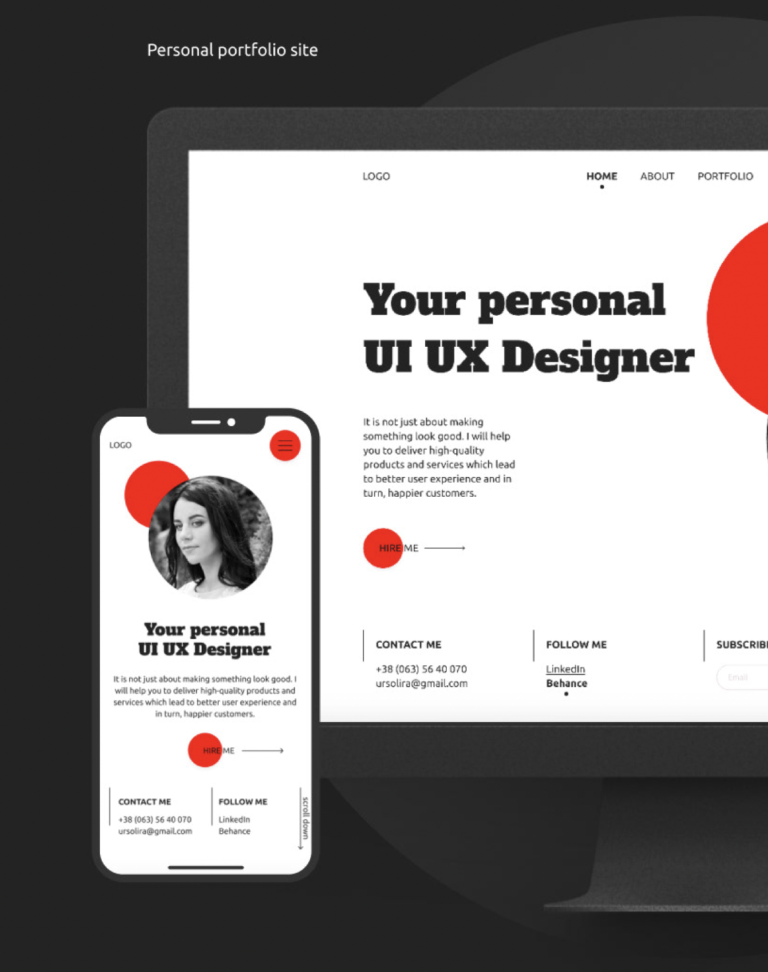 Personal portfolio site
LOGO
HOME
ABOUT
PORTFOLIO
Your personal
UI UX Designer
It is not just about making
something look good. I will help
you to deliver high-quality
products and services which lead
to better user experience and in
turn, happier customers.
HIRE ME
CONTACT ME
+38 (063) 56 40 070
ursolira@gmail.com
FOLLOW ME
LinkedIn
Behance
SUBSCRIBE
Email
LOGO
Your personal
UI UX Designer
It is not just about making something look good. I
will help you to deliver high-quality products and
services which lead to better user experience and
in turn, happier customers.
HIRE ME
CONTACT ME
+38 (063) 56 40 070
ursolira@gmail.com
FOLLOW ME
LinkedIn
Behance
scroll down